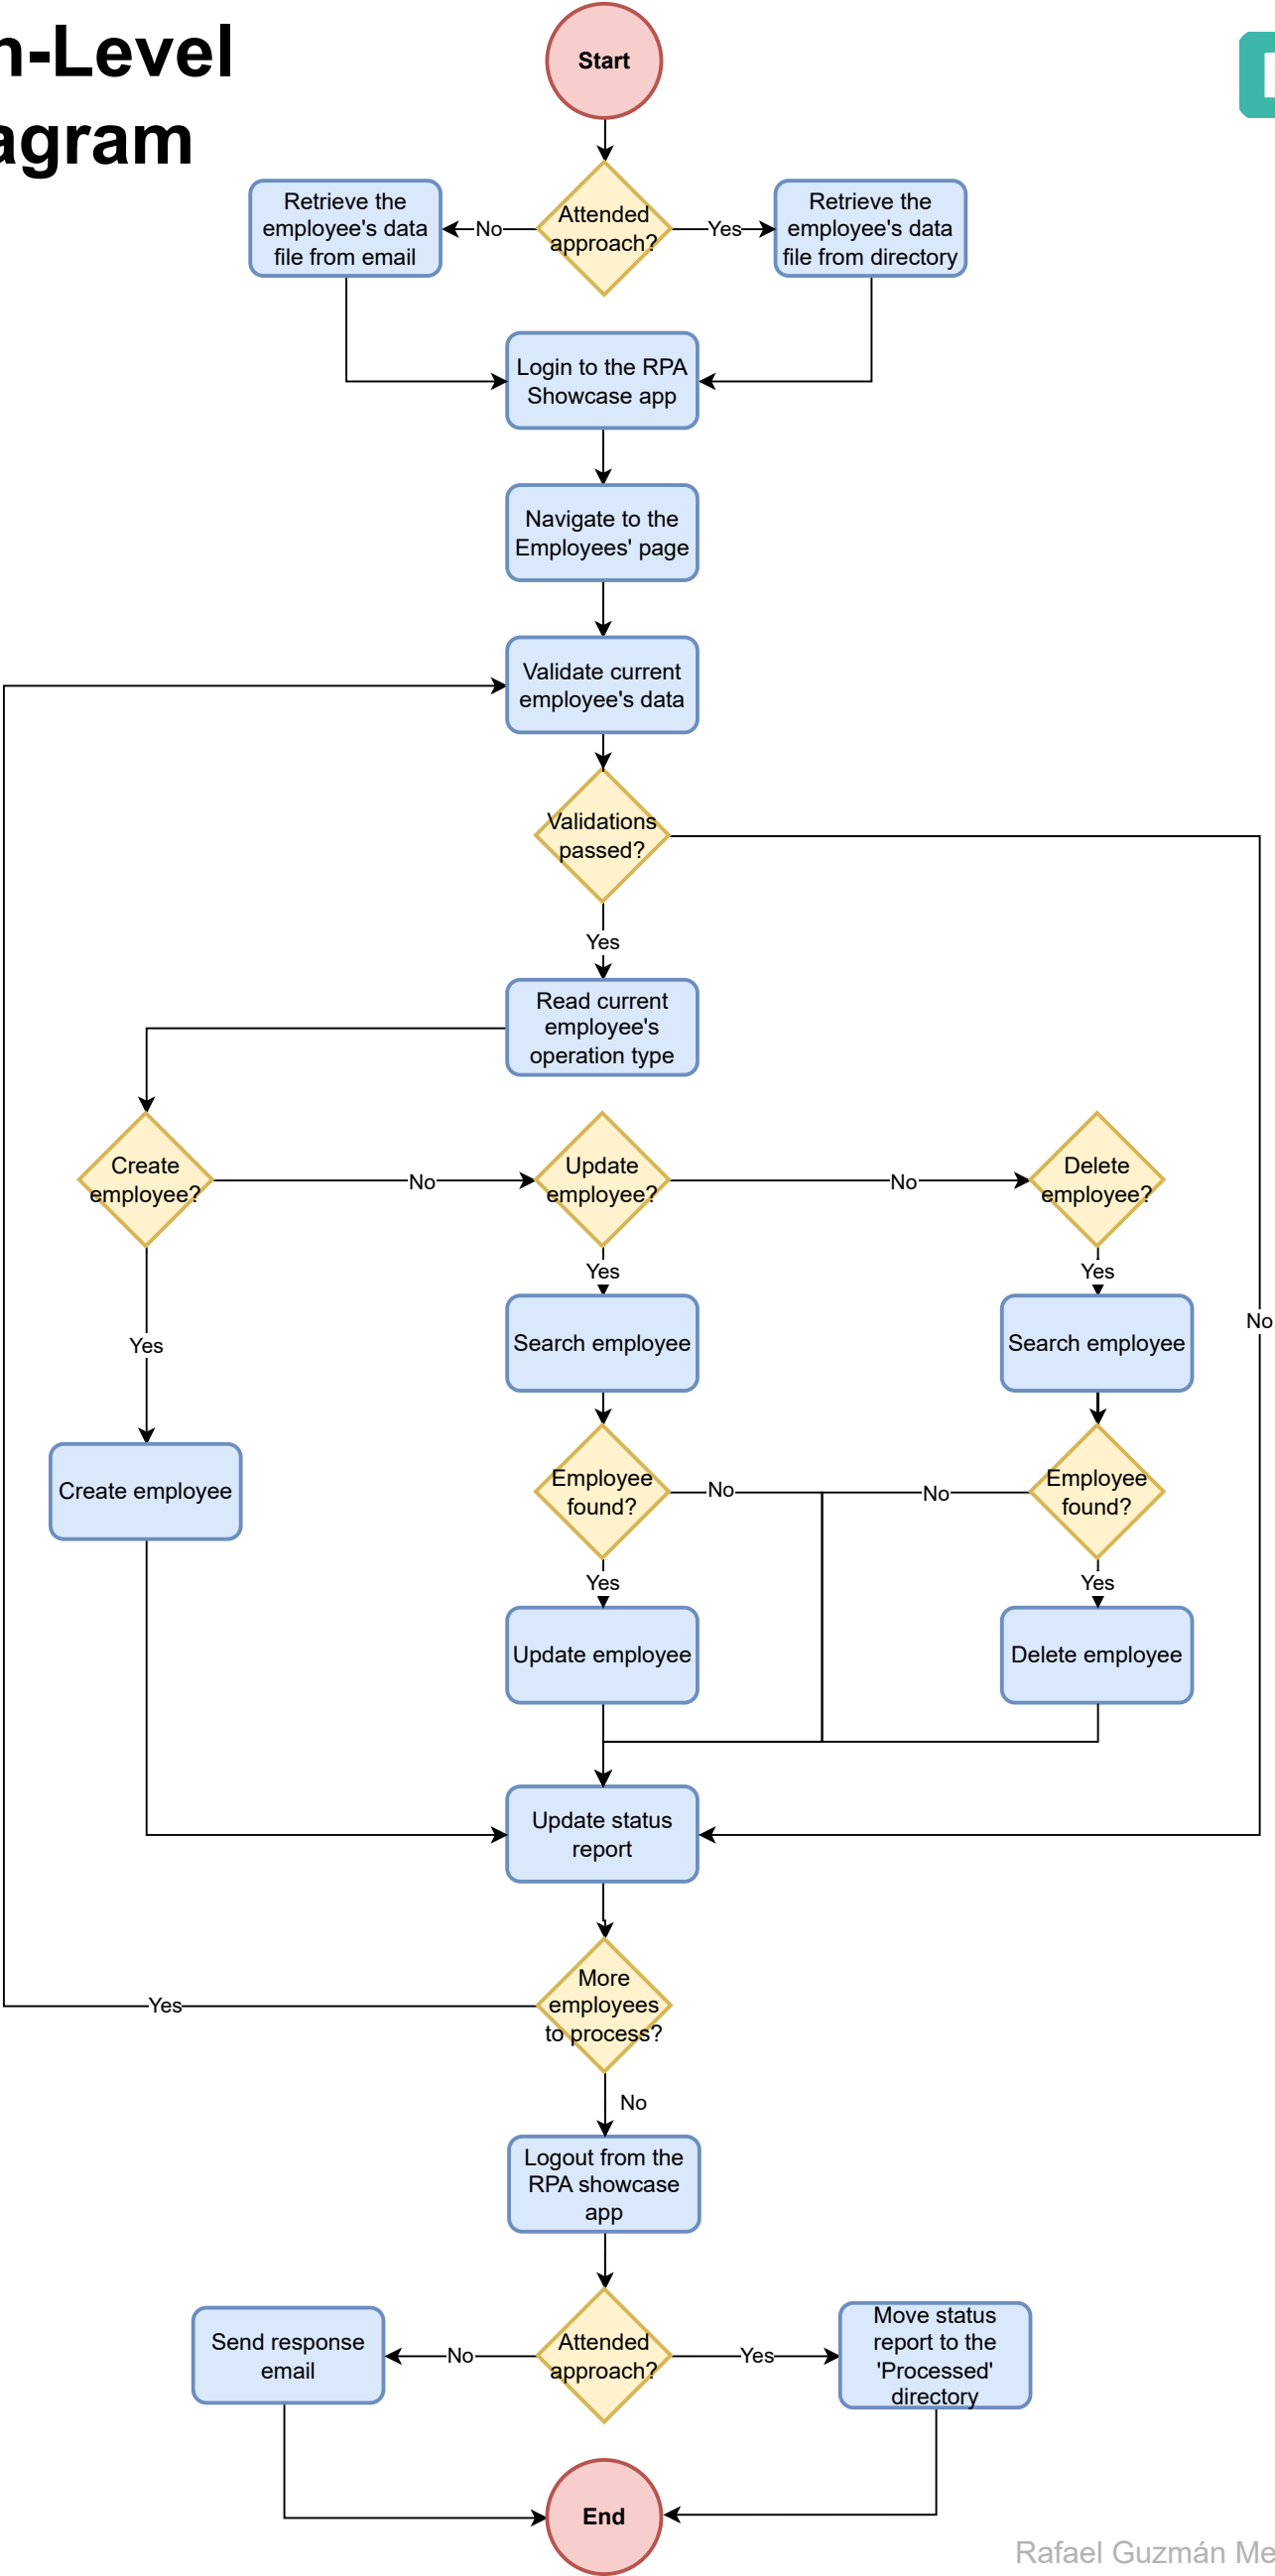 n-Level
agram
Start
Attended
approach?
No
Yes
Retrieve the
employee's data
file from email
Retrieve the
employee's data
file from directory
Login to the RPA
Showcase app
Navigate to the
Employees' page
Validate current
employee's data
Validations
passed?
Yes
Read current
employee's
operation type
Create
employee?
No
Update
employee?
No
Delete
employee?
Yes
Yes
Yes
No
Search employee
Search employee
Create employee
Employee
found?
No
No
Employee
found?
Yes
Yes
Update employee
Delete employee
Update status
report
More
employees
to process?
Yes
No
Logout from the
RPA showcase
app
Send response
email
No
Attended
approach?
Yes
Move status
report to the
'Processed'
directory
End
Rafael Guzmán Me